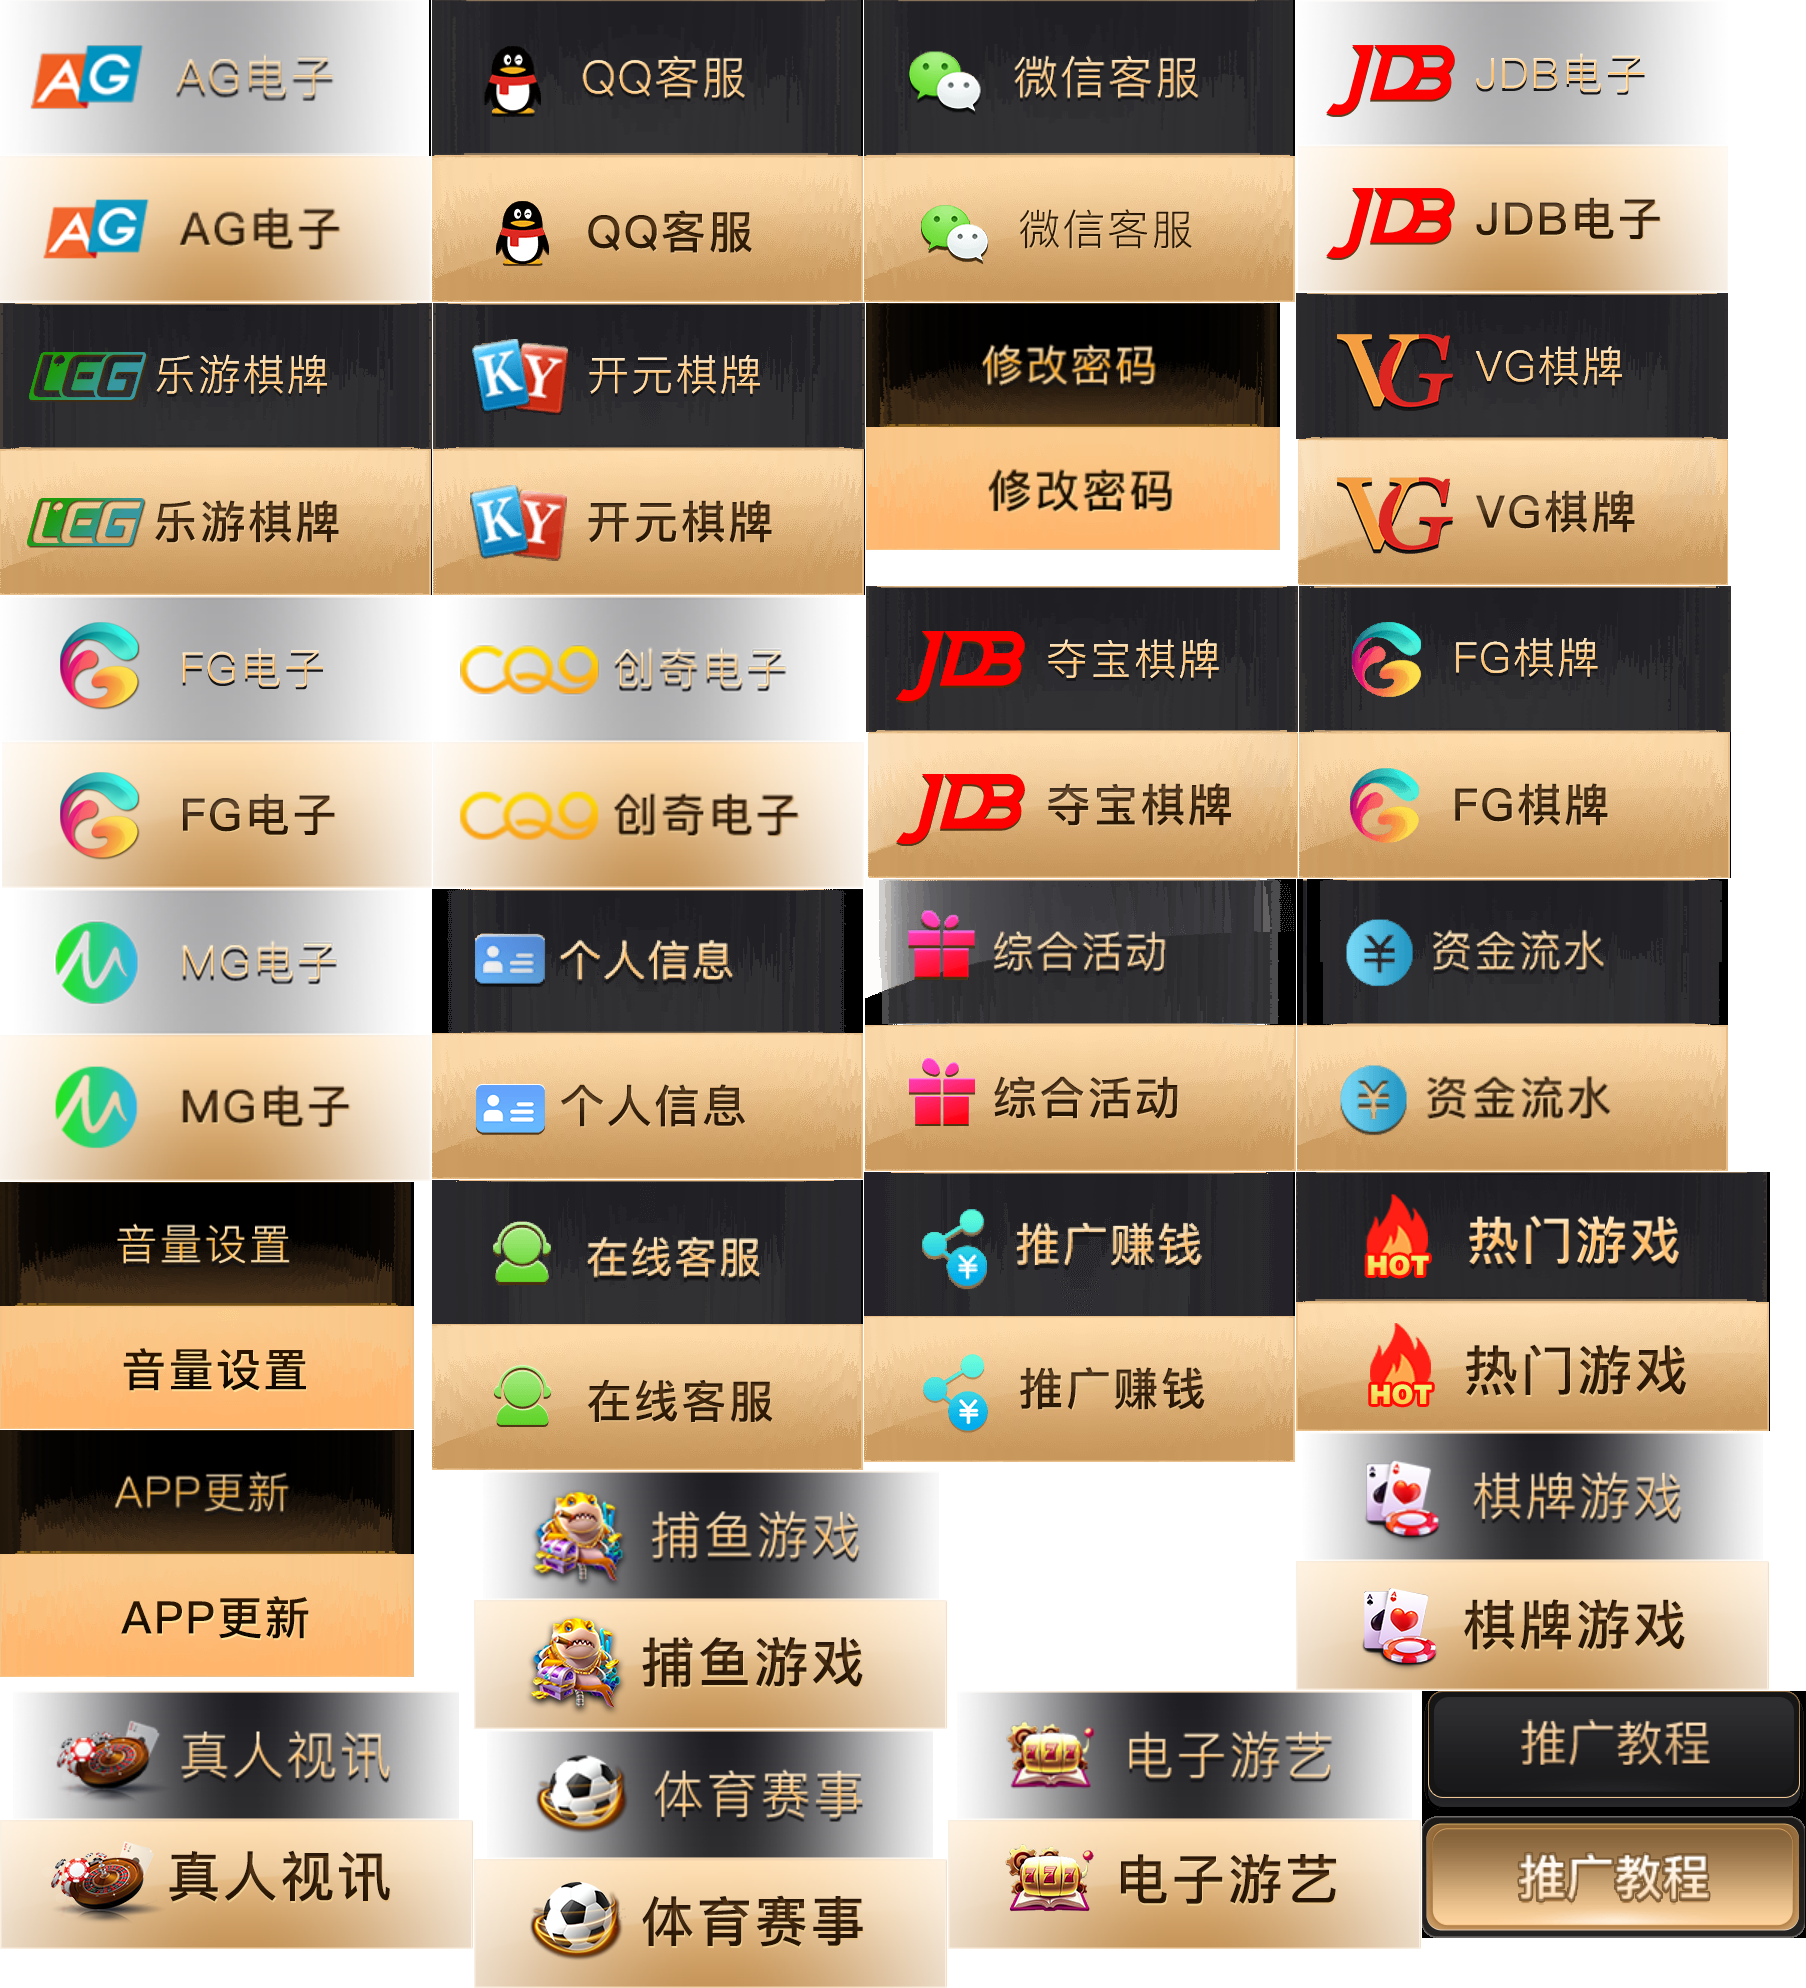 AG AG电子
QQ客服
微信客服
JDB JDB电子
AG AG电子
QQ客服
微信客服
JDB JDB电子
LEG 乐游棋牌
KY 开元棋牌
修改密码
VG VG棋牌
LEG 乐游棋牌
KY 开元棋牌
修改密码
VG VG棋牌
FG电子
CQ9 创奇电子
JDB 夺宝棋牌
FG棋牌
FG电子
CQ9 创奇电子
JDB 夺宝棋牌
FG棋牌
MG电子
个人信息
综合活动
¥ 资金流水
MG电子
个人信息
综合活动
¥ 资金流水
音量设置
在线客服
¥ 推广赚钱
HOT 热门游戏
音量设置
在线客服
¥ 推广赚钱
HOT 热门游戏
APP更新
捕鱼游戏
棋牌游戏
APP更新
捕鱼游戏
棋牌游戏
真人视讯
体育赛事
777 电子游艺
推广教程
真人视讯
体育赛事
777 电子游艺
推广教程